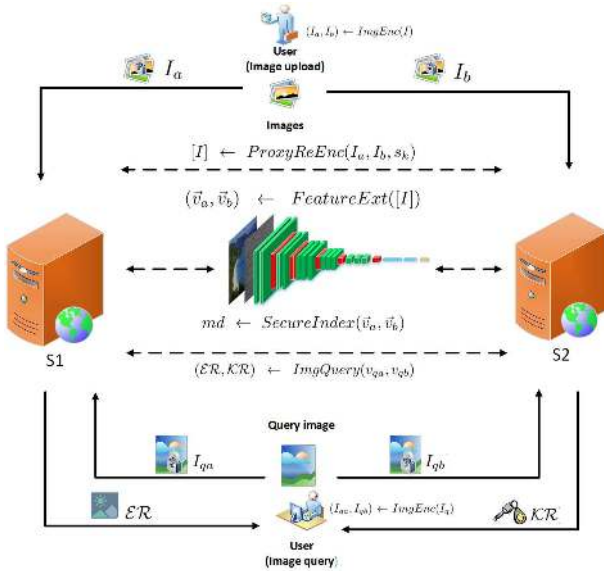 (I_a, I_b) ← ImgEnc(I)
User
(Image upload)
I_a
I_b
Images
[I] ← ProxyReEnc(I_a, I_b, s_k)
(v⃗_a, v⃗_b) ← FeatureExt([I])
md ← SecureIndex(v⃗_a, v⃗_b)
S1
S2
(ℰℛ, 𝒦ℛ) ← ImgQuery(v_qa, v_qb)
Query image
I_qa
I_qb
ℰℛ
(I_qa, I_qb) ← ImgEnc(I_q)
𝒦ℛ
User
(Image query)